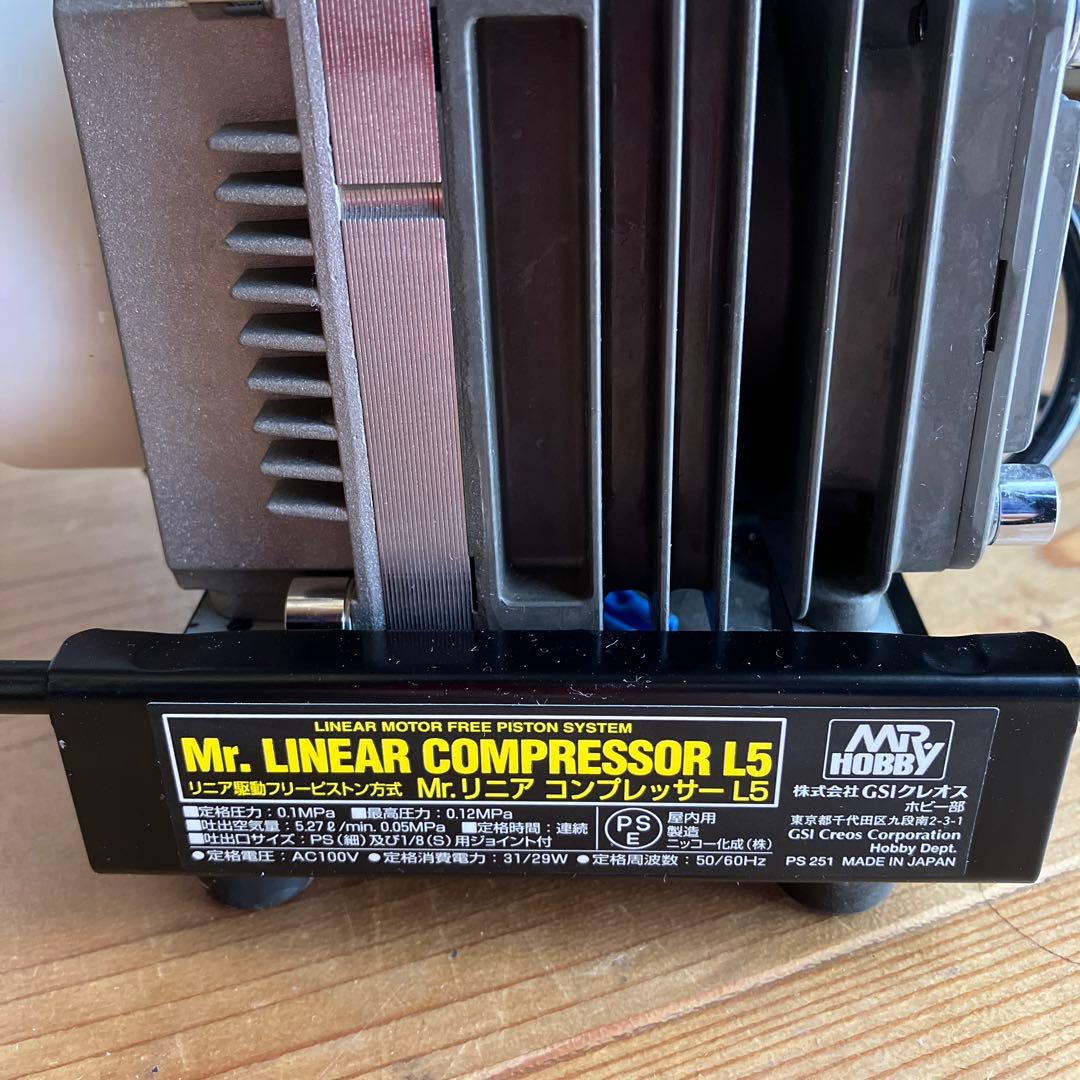 LINEAR MOTOR FREE PISTON SYSTEM
Mr. LINEAR COMPRESSOR L5
リニア駆動フリーピストン方式 Mr.リニア コンプレッサー L5
■定格圧力:0.1MPa ■最高圧力:0.12MPa
■吐出空気量:5.27ℓ/min. 0.05MPa ■定格時間:連続
■吐出口サイズ:PS(細)及び1/8(S)用ジョイント付
●定格電圧:AC100V ●定格消費電力:31/29W ●定格周波数:50/60Hz
PS
E
屋内用
製造
ニッコー化成(株)
MR
HOBBY
株式会社GSIクレオス
ホビー部
東京都千代田区九段南2-3-1
GSI Creos Corporation
Hobby Dept.
PS 251 MADE IN JAPAN